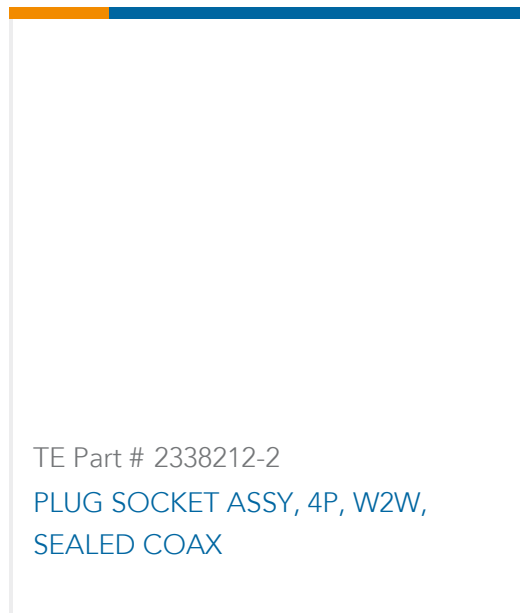 TE Part # 2338212-2
PLUG SOCKET ASSY, 4P, W2W,
SEALED COAX